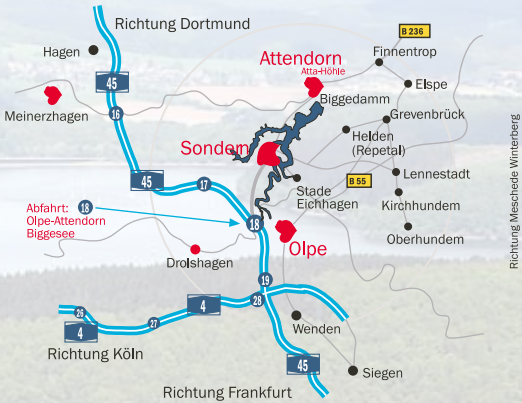 Richtung Dortmund
B 236
Hagen
Attendorn
Atta-Höhle
Finnentrop
45
Elspe
Biggedamm
Meinerzhagen
16
Grevenbrück
Helden
(Repetal)
Sondern
45
17
B 55
Lennestadt
Stade
Eichhagen
Kirchhundem
Abfahrt:
Olpe-Attendorn
Biggesee
18
18
Oberhundem
Olpe
Drolshagen
Richtung Meschede Winterberg
19
28
4
26
27
4
Wenden
Richtung Köln
45
Siegen
Richtung Frankfurt